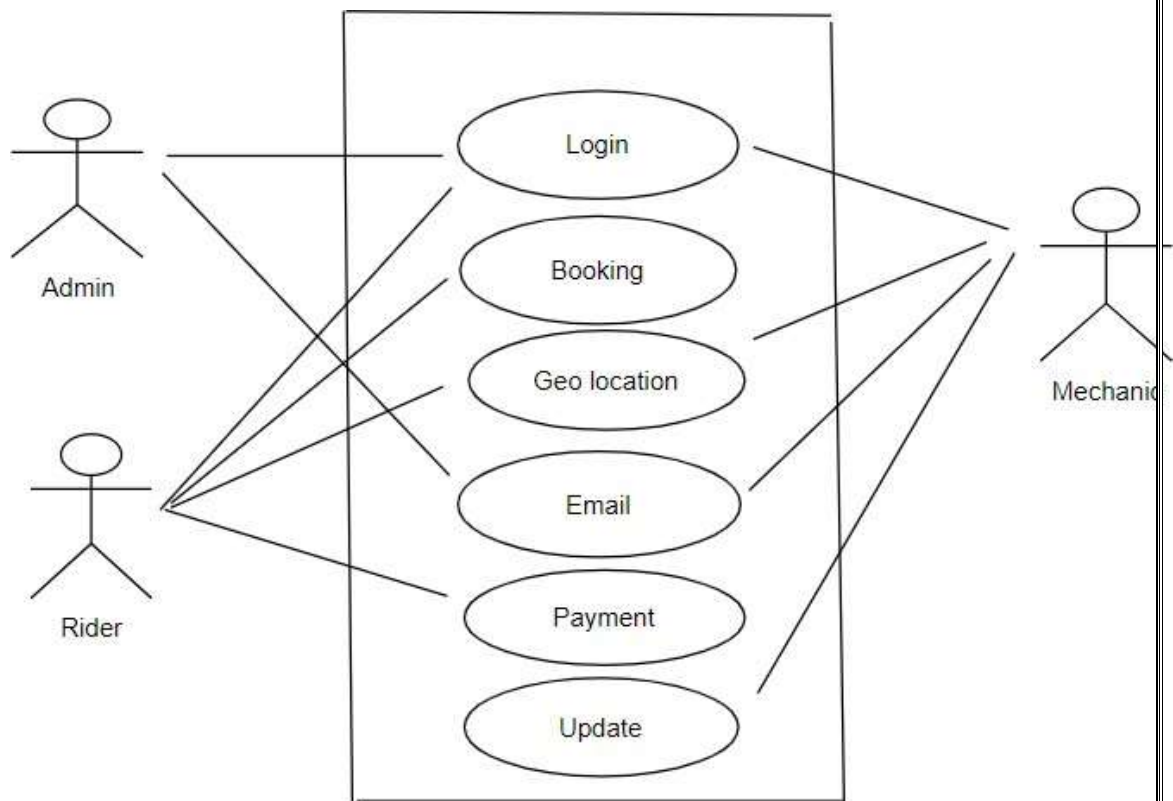 Login
Booking
Admin
Geo location
Mechanic
Email
Payment
Rider
Update